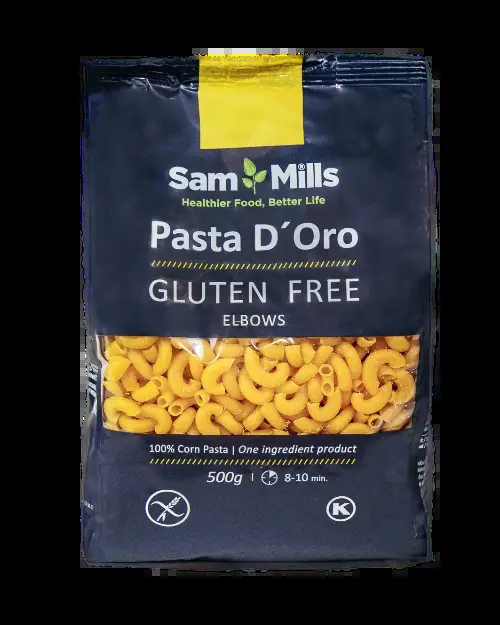 Sam Mills®
Healthier Food, Better Life
Pasta D´Oro
GLUTEN FREE
ELBOWS
100% Corn Pasta | One ingredient product
500g | 8-10 min.
K